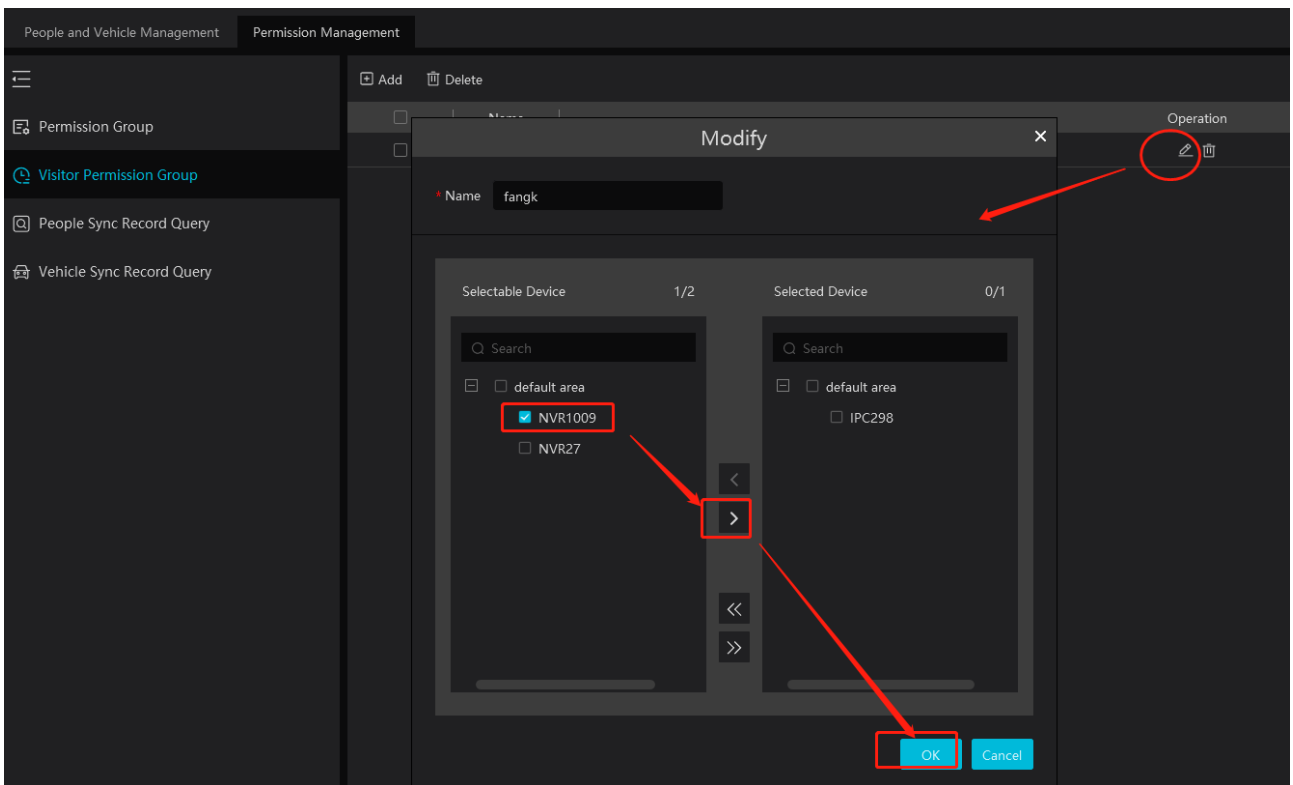 People and Vehicle Management Permission Management
Add Delete
Permission Group
Name Operation
Modify
Visitor Permission Group
* Name fangk
People Sync Record Query
Vehicle Sync Record Query
Selectable Device 1/2 Selected Device 0/1
Search Search
default area default area
NVR1009 IPC298
NVR27
OK Cancel